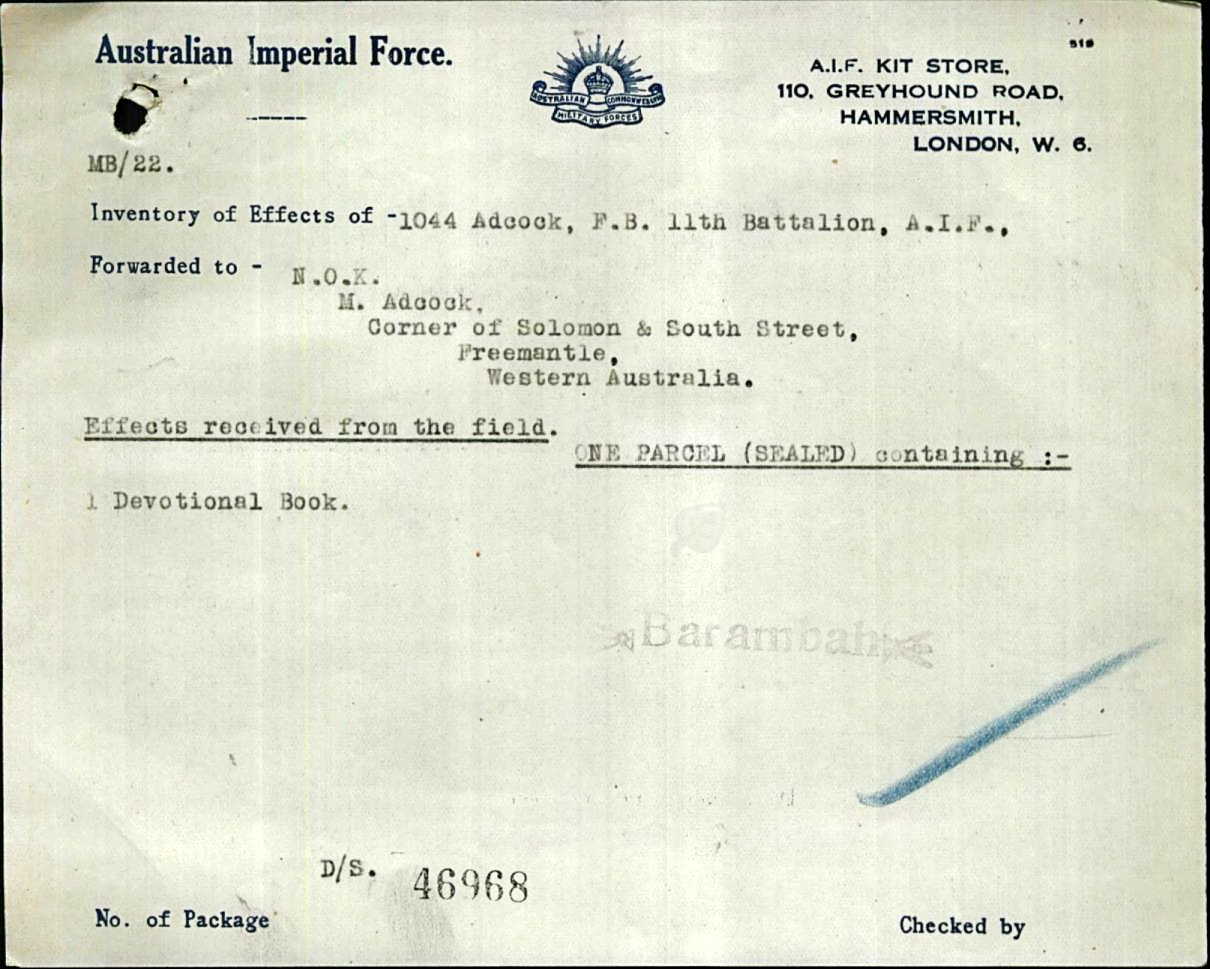 519
Australian Imperial Force.
AUSTRALIAN COMMONWEALTH
MILITARY FORCES
A.I.F. KIT STORE,
110, GREYHOUND ROAD,
HAMMERSMITH,
LONDON, W. 6.
MB/22.
Inventory of Effects of -1044 Adcock, F.B. 11th Battalion, A.I.F.,
Forwarded to - N.O.K.
M. Adcock,
Corner of Solomon & South Street,
Freemantle,
Western Australia.
Effects received from the field.
ONE PARCEL (SEALED) containing :-
1 Devotional Book.
Barambah
D/S. 46968
No. of Package
Checked by